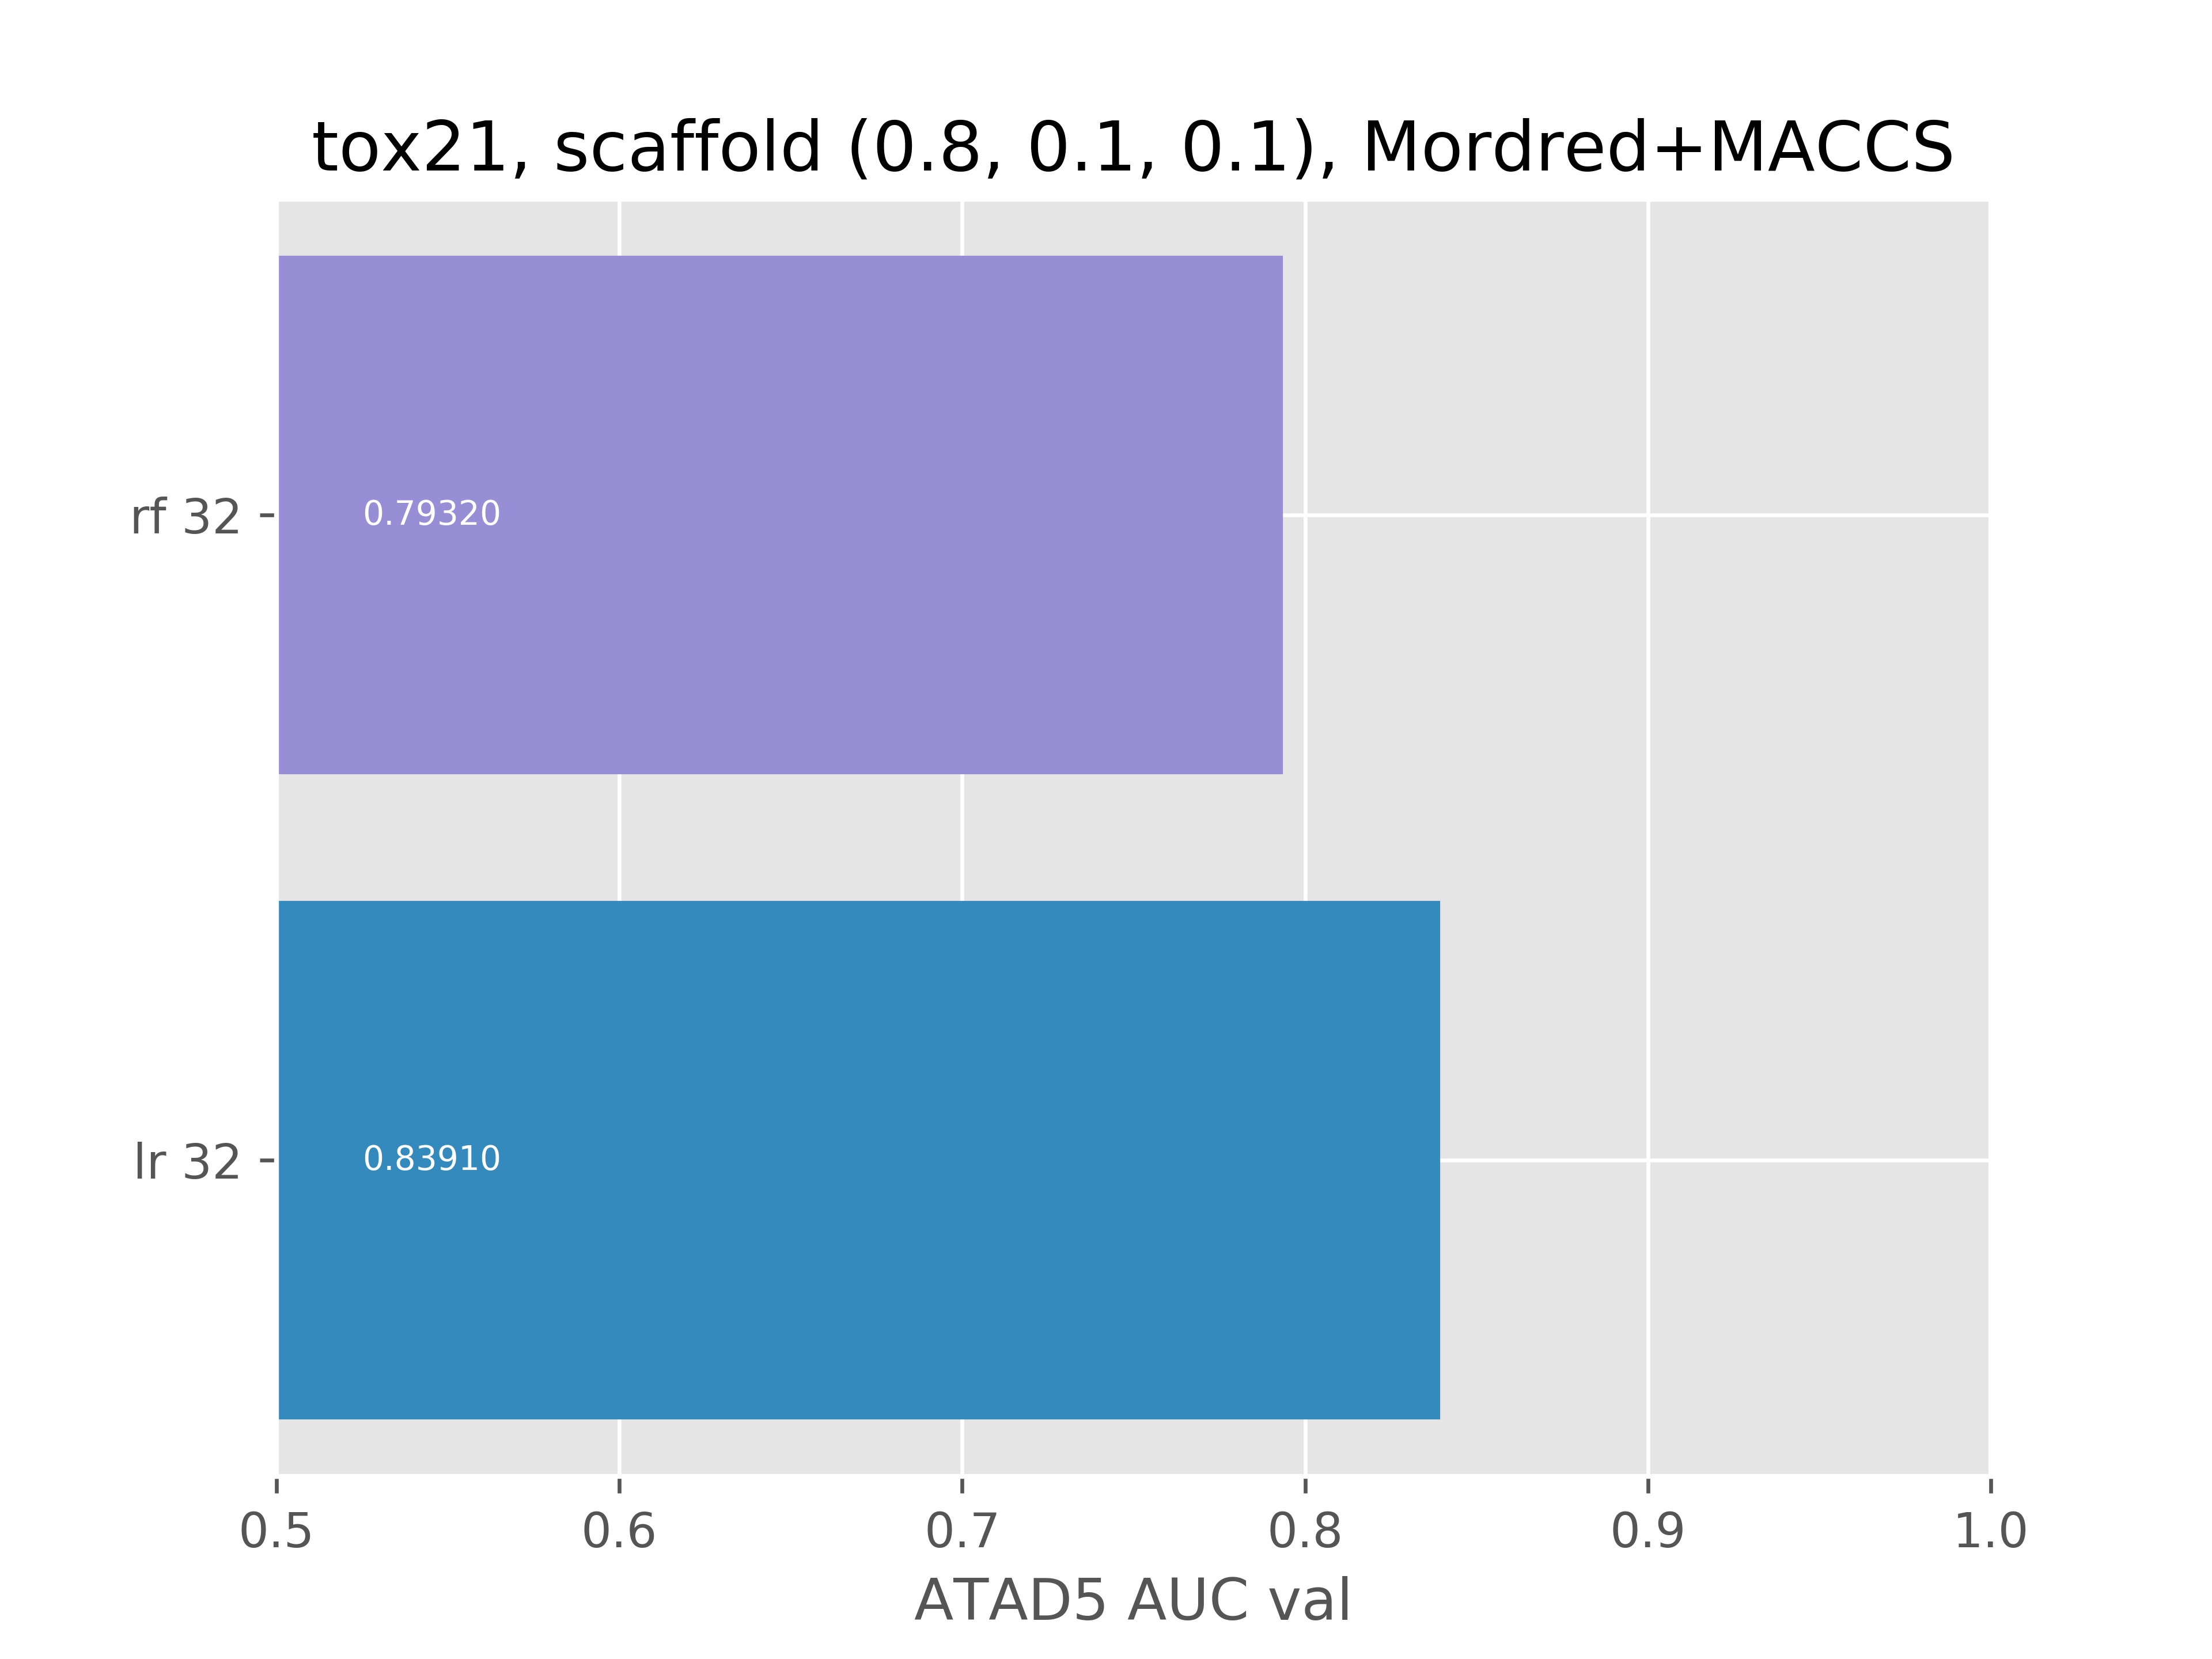 tox21, scaffold (0.8, 0.1, 0.1), Mordred+MACCS
rf 32
0.79320
lr 32
0.83910
0.5 0.6 0.7 0.8 0.9 1.0
ATAD5 AUC val